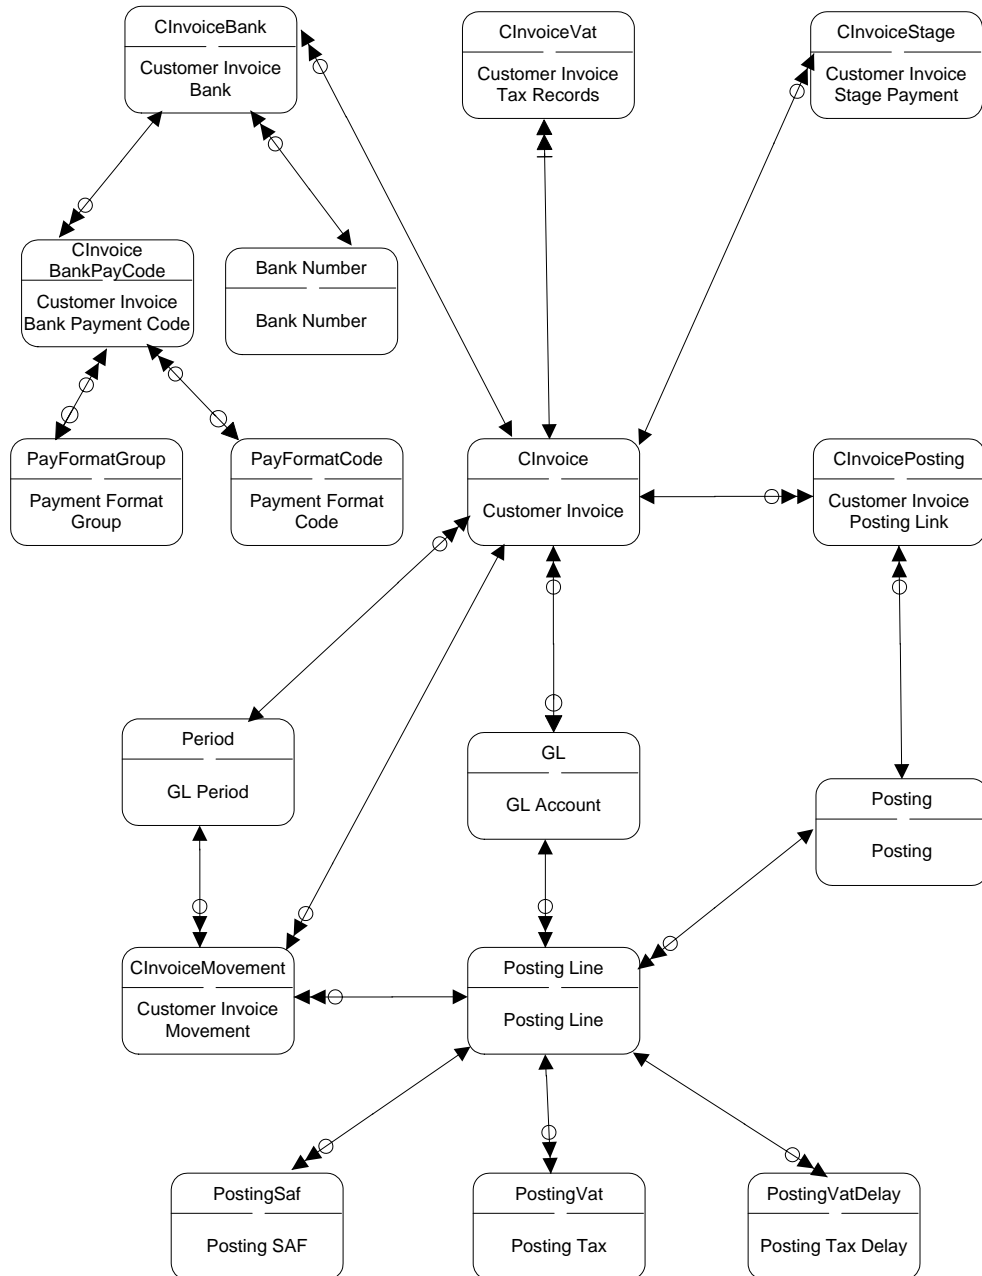 CInvoiceBank
Customer Invoice
Bank
CInvoiceVat
Customer Invoice
Tax Records
CInvoiceStage
Customer Invoice
Stage Payment
CInvoice
BankPayCode
Customer Invoice
Bank Payment Code
Bank Number
Bank Number
PayFormatGroup
Payment Format
Group
PayFormatCode
Payment Format
Code
CInvoice
Customer Invoice
CInvoicePosting
Customer Invoice
Posting Link
Period
GL Period
GL
GL Account
Posting
Posting
CInvoiceMovement
Customer Invoice
Movement
Posting Line
Posting Line
PostingSaf
Posting SAF
PostingVat
Posting Tax
PostingVatDelay
Posting Tax Delay